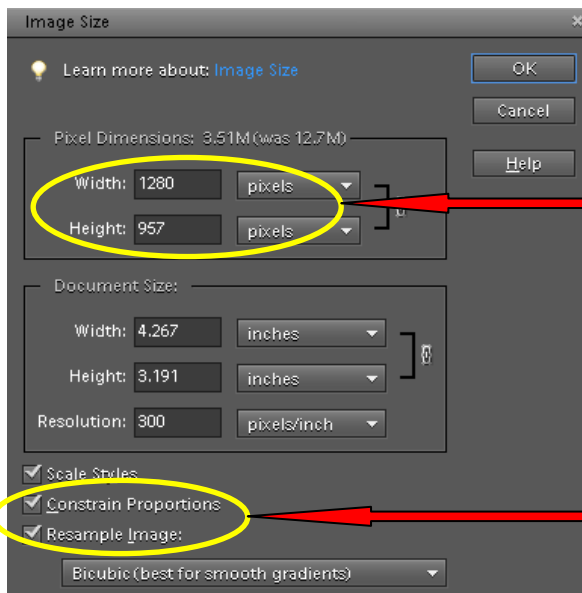 Image Size
Learn more about: Image Size
OK
Cancel
Help
Pixel Dimensions: 3.51M (was 12.7M)
Width: 1280 pixels
Height: 957 pixels
Document Size:
Width: 4.267 inches
Height: 3.191 inches
Resolution: 300 pixels/inch
Scale Styles
Constrain Proportions
Resample Image:
Bicubic (best for smooth gradients)